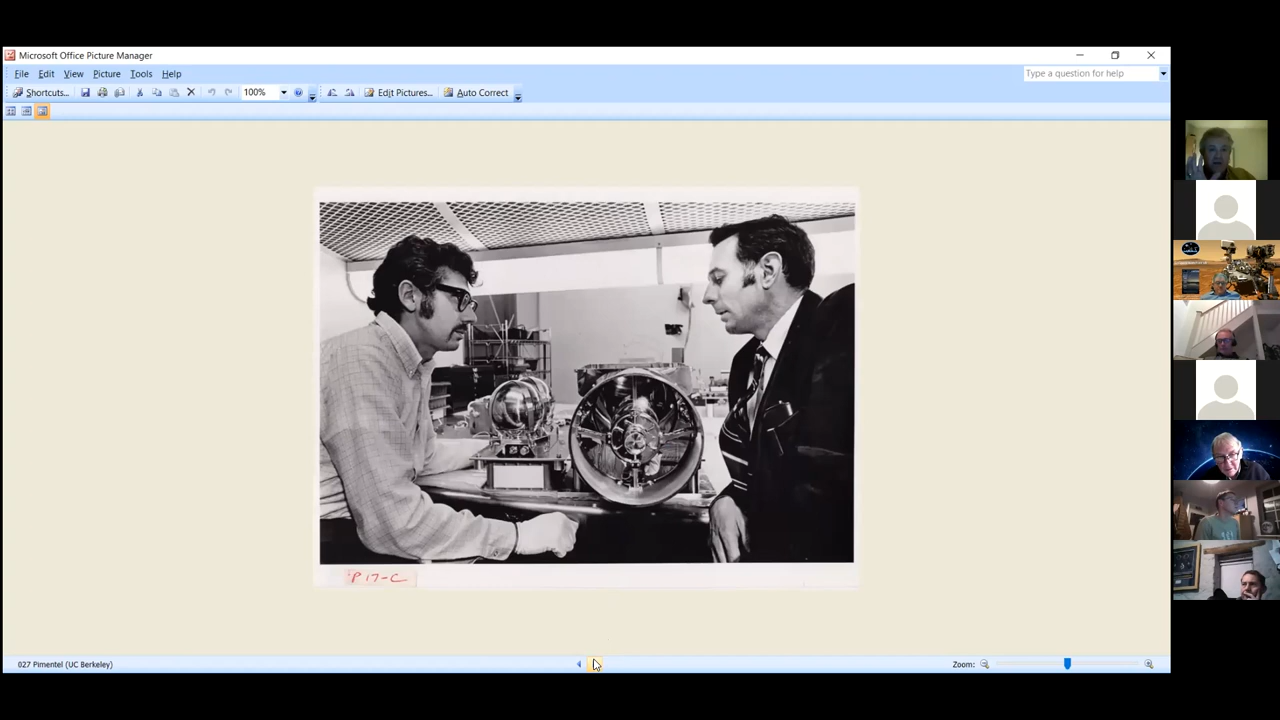 Microsoft Office Picture Manager
File Edit View Picture Tools Help
Type a question for help
Shortcuts... 100% Edit Pictures... Auto Correct
P17-C
027 Pimentel (UC Berkeley)
Zoom: